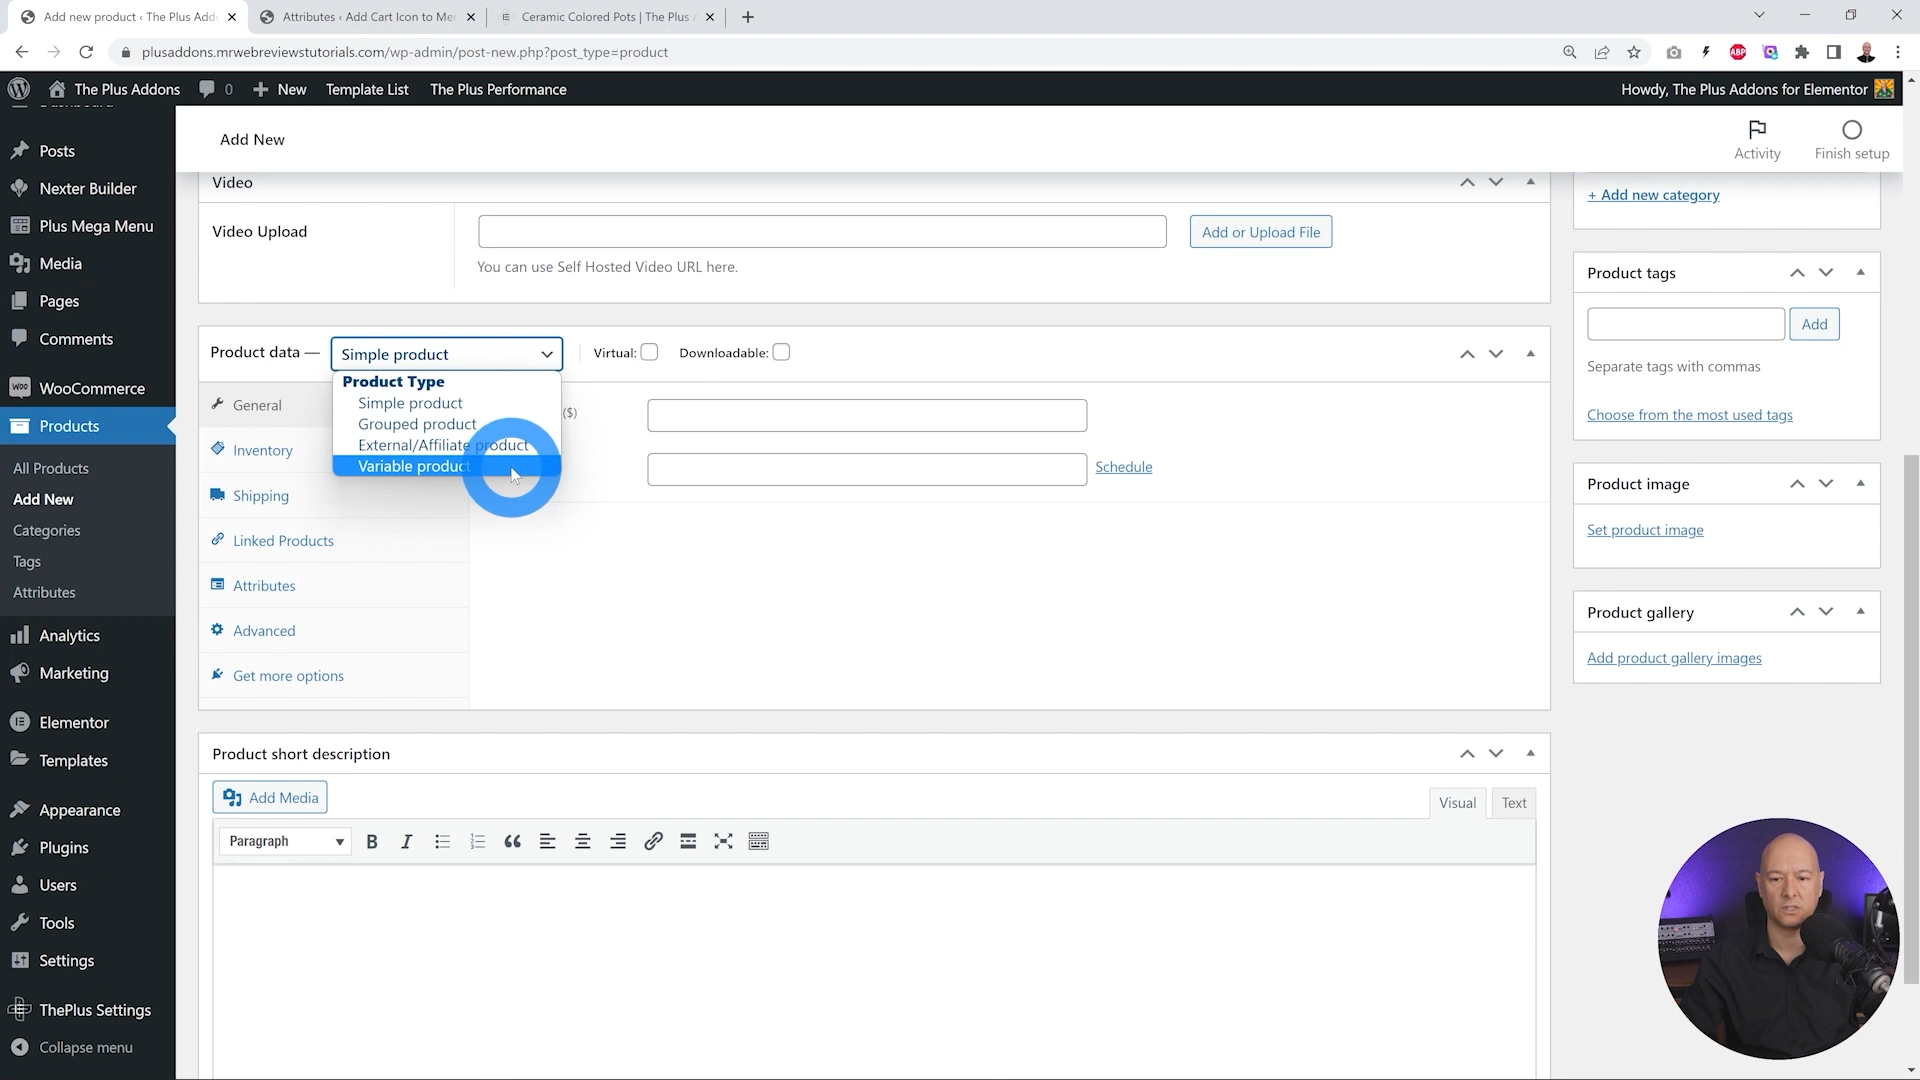 Add new product ‹ The Plus Add
Attributes ‹ Add Cart Icon to Me
Ceramic Colored Pots | The Plus A
plusaddons.mrwebreviewstutorials.com/wp-admin/post-new.php?post_type=product
ABP
The Plus Addons
0
New
Template List
The Plus Performance
Howdy, The Plus Addons for Elementor
Dashboard
Posts
Nexter Builder
Plus Mega Menu
Media
Pages
Comments
WooCommerce
Products
All Products
Add New
Categories
Tags
Attributes
Analytics
Marketing
Elementor
Templates
Appearance
Plugins
Users
Tools
Settings
ThePlus Settings
Collapse menu
Add New
Activity
Finish setup
Video
Video Upload
Add or Upload File
You can use Self Hosted Video URL here.
Product data —
Simple product
Virtual:
Downloadable:
Product Type
Simple product
Grouped product
External/Affiliate product
Variable product
General
Inventory
Shipping
Linked Products
Attributes
Advanced
Get more options
($)
Schedule
Product short description
Add Media
Visual
Text
Paragraph
+ Add new category
Product tags
Add
Separate tags with commas
Choose from the most used tags
Product image
Set product image
Product gallery
Add product gallery images